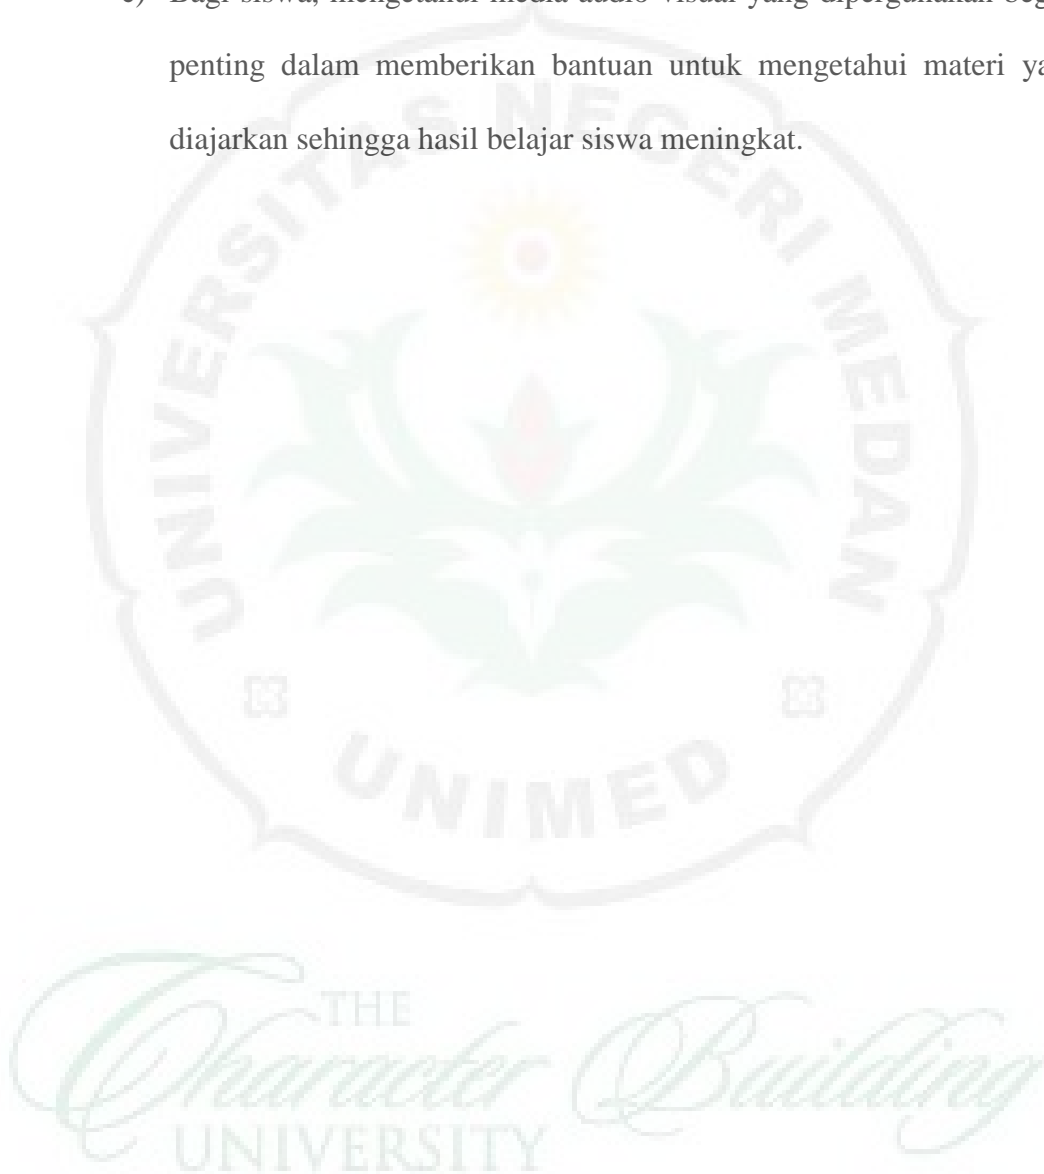 Bagi siswa, mengetahui media audio visual yang dipergunakan
penting dalam memberikan bantuan untuk mengetahui materi
diajarkan sehingga hasil belajar siswa meningkat.
UNIVERSITAS NEGERI MEDAN
UNIMED
THE
Character Building
UNIVERSITY